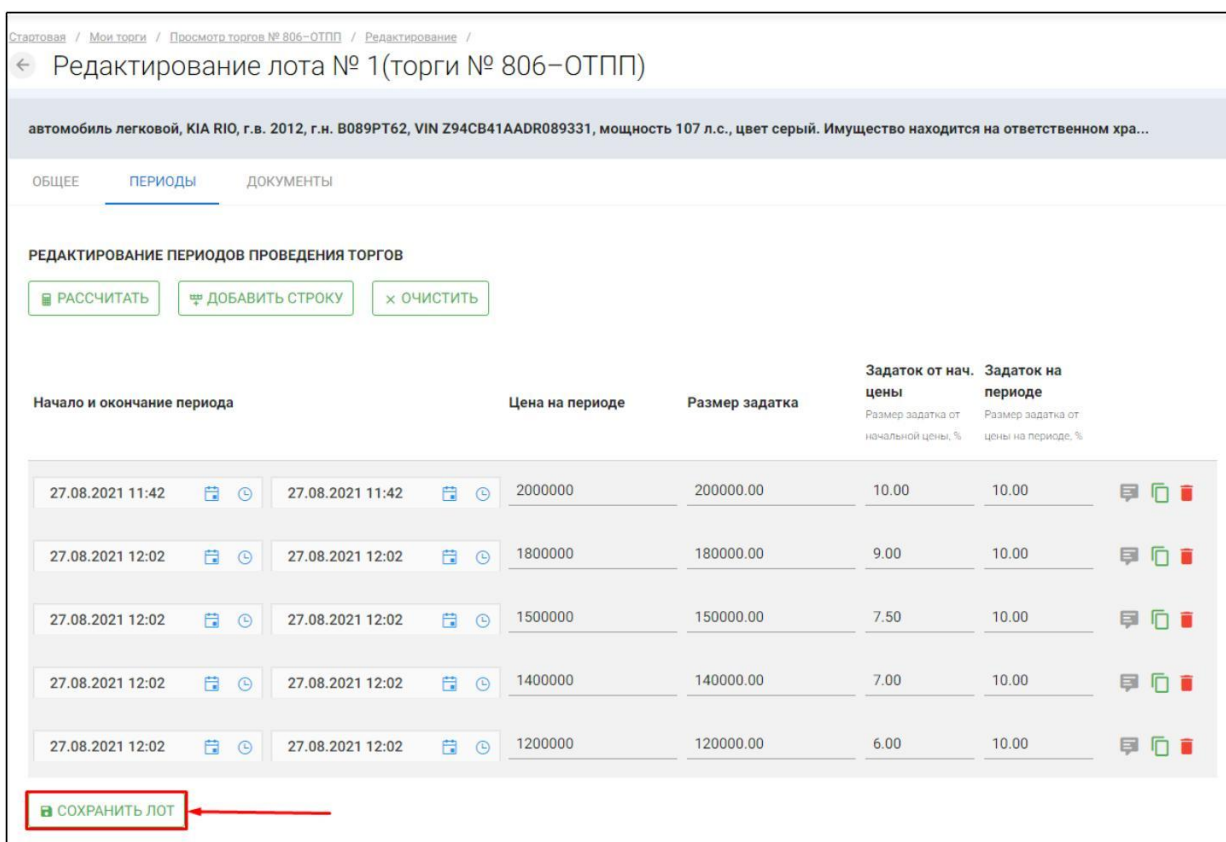 Стартовая / Мои торги / Просмотр торгов № 806-ОТПП / Редактирование /
Редактирование лота № 1(торги № 806-ОТПП)
автомобиль легковой, KIA RIO, г.в. 2012, г.н. В089РТ62, VIN Z94CB41AADR089331, мощность 107 л.с., цвет серый. Имущество находится на ответственном хра...
ОБЩЕЕ ПЕРИОДЫ ДОКУМЕНТЫ
РЕДАКТИРОВАНИЕ ПЕРИОДОВ ПРОВЕДЕНИЯ ТОРГОВ
РАССЧИТАТЬ ДОБАВИТЬ СТРОКУ × ОЧИСТИТЬ
Начало и окончание периода Цена на периоде Размер задатка Задаток от нач. цены Размер задатка от начальной цены, % Задаток на периоде Размер задатка от цены на периоде, %
27.08.2021 11:42 27.08.2021 11:42 2000000 200000.00 10.00 10.00
27.08.2021 12:02 27.08.2021 12:02 1800000 180000.00 9.00 10.00
27.08.2021 12:02 27.08.2021 12:02 1500000 150000.00 7.50 10.00
27.08.2021 12:02 27.08.2021 12:02 1400000 140000.00 7.00 10.00
27.08.2021 12:02 27.08.2021 12:02 1200000 120000.00 6.00 10.00
СОХРАНИТЬ ЛОТ